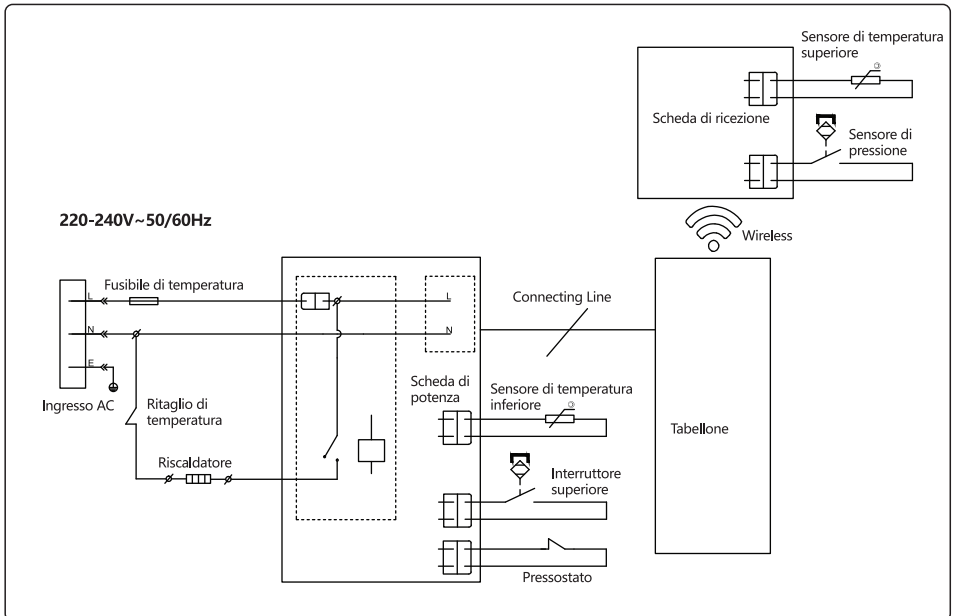 Sensore di temperatura
superiore
Scheda di ricezione
Sensore di
pressione
220-240V~50/60Hz
Wireless
Fusibile di temperatura
L
L
Connecting Line
N
N
E
Ingresso AC
Ritaglio di
temperatura
Scheda di
potenza
Sensore di temperatura
inferiore
Tabellone
Riscaldatore
Interruttore
superiore
Pressostato